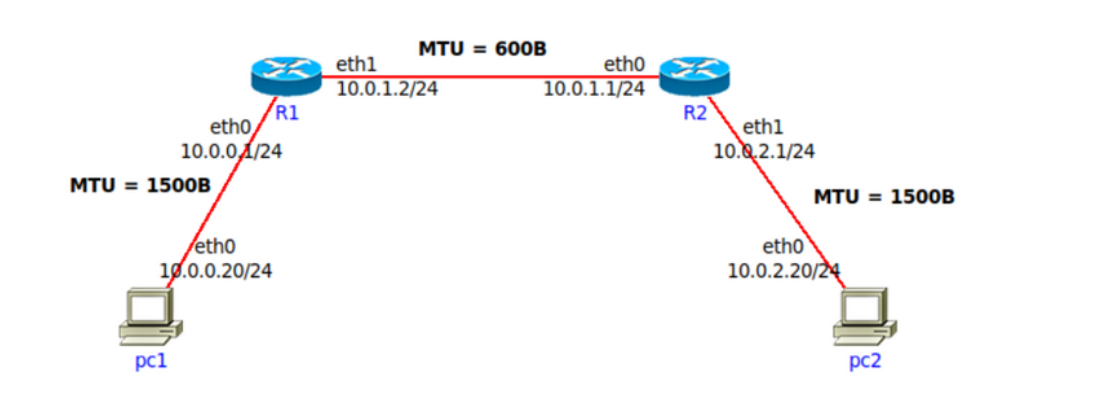 MTU = 600B
eth1
10.0.1.2/24
eth0
10.0.1.1/24
R1
R2
eth0
10.0.0.1/24
eth1
10.0.2.1/24
MTU = 1500B
MTU = 1500B
eth0
10.0.0.20/24
eth0
10.0.2.20/24
pc1
pc2